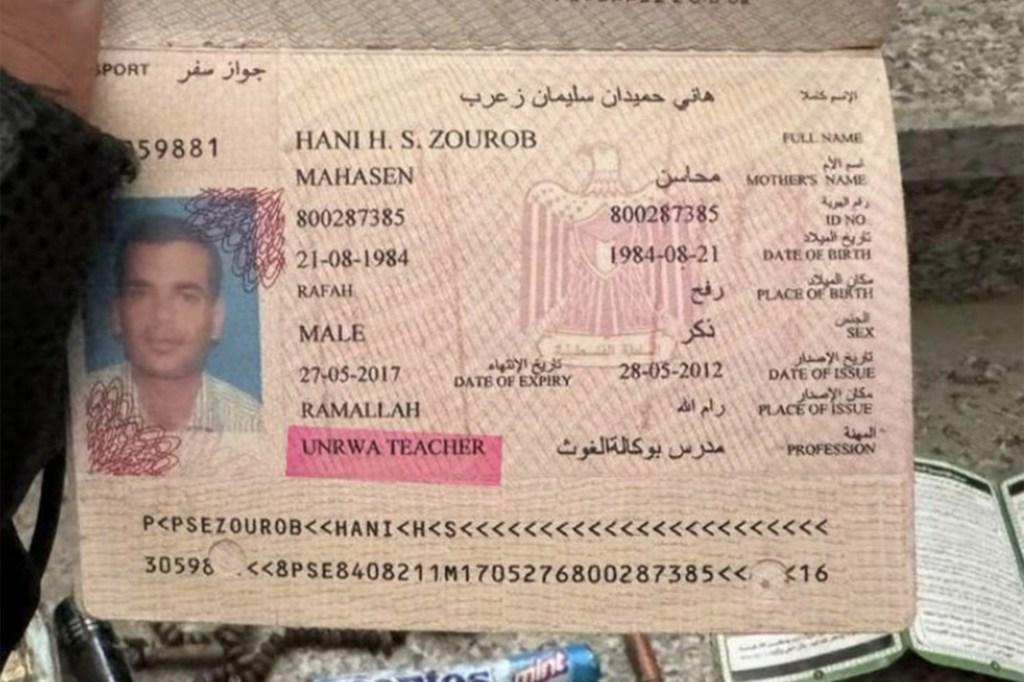 SPORT جواز سفر
الإسم كاملا هاني حميدان سليمان زعرب
59881 HANI H. S. ZOUROB FULL NAME
اسم الأم
MAHASEN محاسن MOTHER'S NAME
رقم الهوية
800287385 800287385 ID NO
تاريخ الميلاد
21-08-1984 1984-08-21 DATE OF BIRTH
مكان الميلاد
RAFAH رفح PLACE OF BIRTH
الجنس
MALE ذكر SEX
تاريخ الإنتهاء تاريخ الإصدار
27-05-2017 DATE OF EXPIRY 28-05-2012 DATE OF ISSUE
مكان الإصدار
RAMALLAH رام الله PLACE OF ISSUE
المهنة
UNRWA TEACHER مدرس بوكالةالغوث PROFESSION
P<PSEZOUROB<<HANI<H<S<<<<<<<<<<<<<<<<<<<<<<<
30598 <<8PSE8408211M1705276800287385<< <16
mint